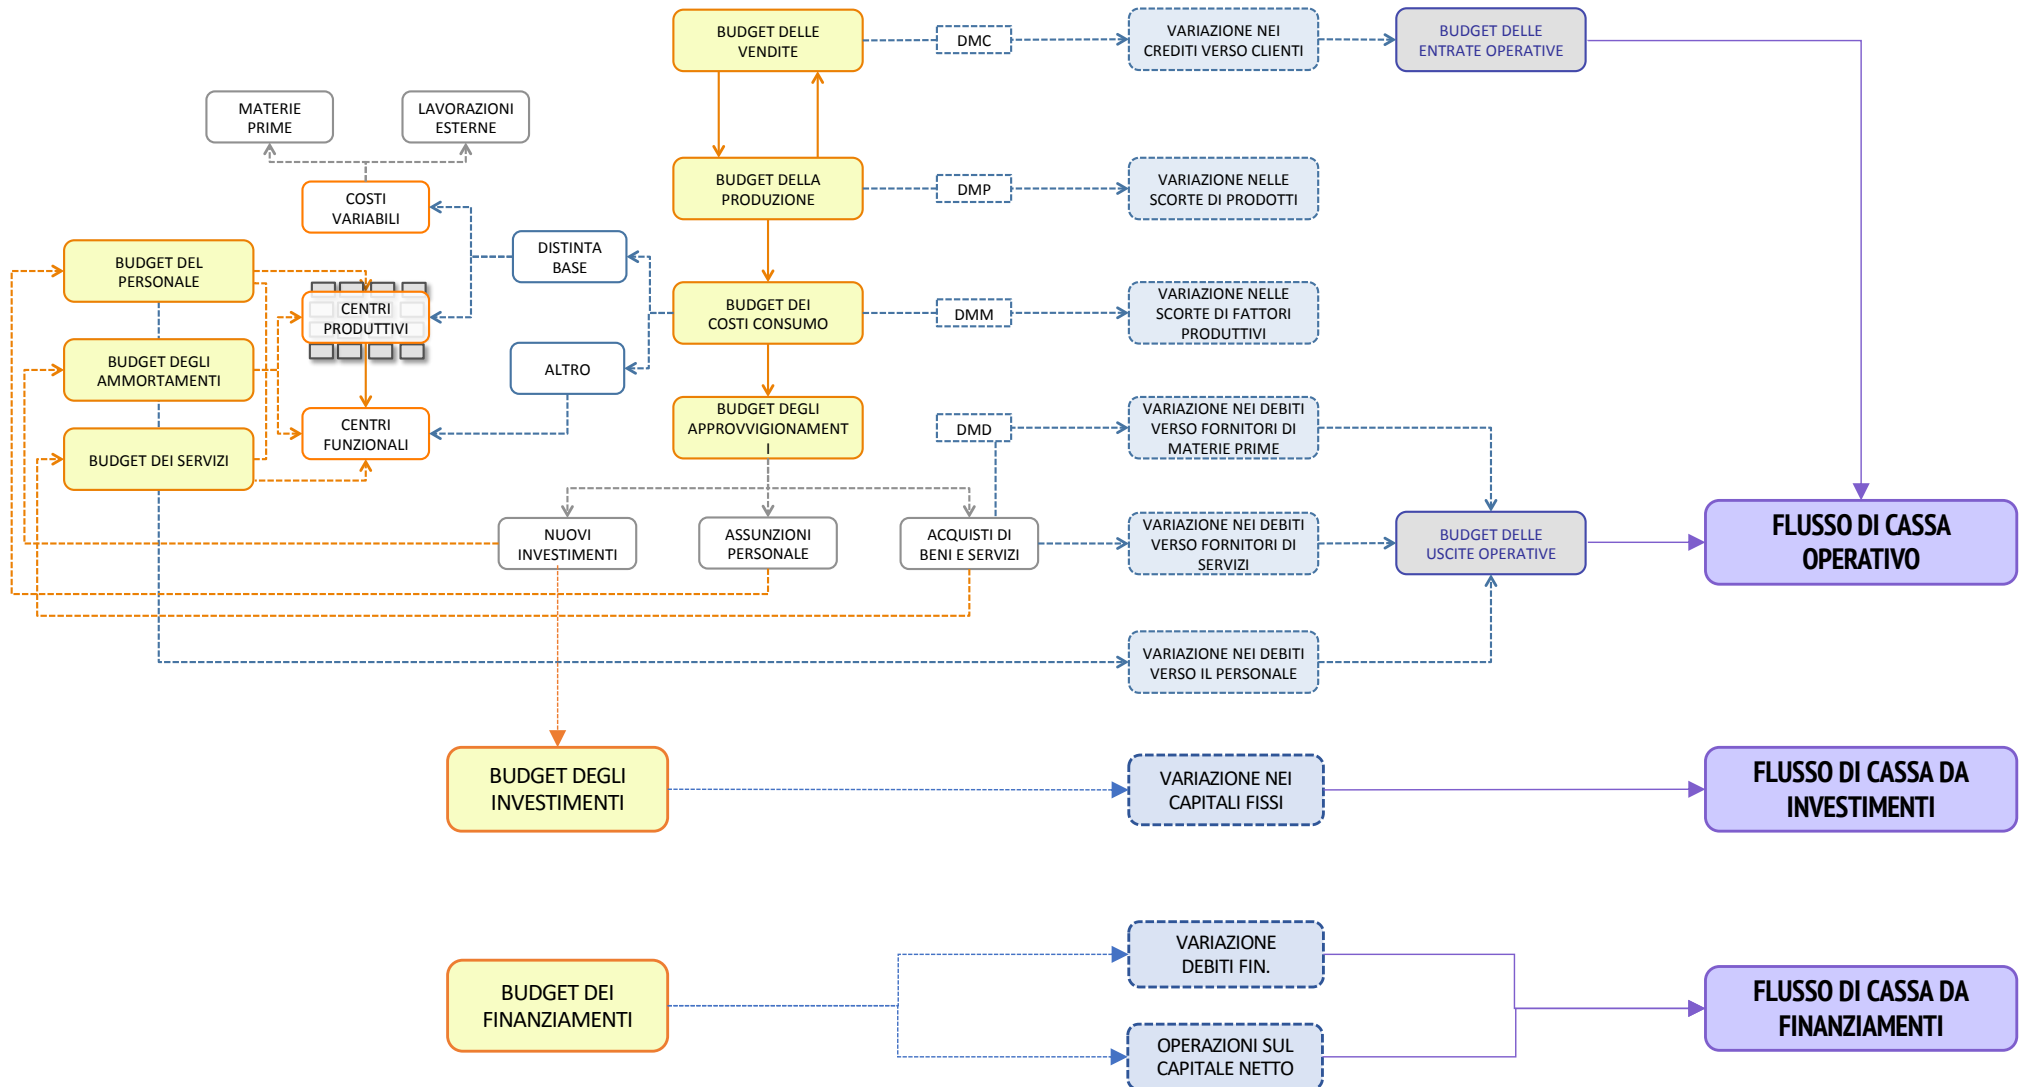 BUDGET DELLE
VENDITE
DMC
VARIAZIONE NEI
CREDITI VERSO CLIENTI
BUDGET DELLE
ENTRATE OPERATIVE
MATERIE
PRIME
LAVORAZIONI
ESTERNE
COSTI
VARIABILI
BUDGET DELLA
PRODUZIONE
DMP
VARIAZIONE NELLE
SCORTE DI PRODOTTI
BUDGET DEL
PERSONALE
DISTINTA
BASE
CENTRI
PRODUTTIVI
BUDGET DEI
COSTI CONSUMO
DMM
VARIAZIONE NELLE
SCORTE DI FATTORI
PRODUTTIVI
BUDGET DEGLI
AMMORTAMENTI
ALTRO
BUDGET DEI SERVIZI
CENTRI
FUNZIONALI
BUDGET DEGLI
APPROVVIGIONAMENT
I
DMD
VARIAZIONE NEI DEBITI
VERSO FORNITORI DI
MATERIE PRIME
NUOVI
INVESTIMENTI
ASSUNZIONI
PERSONALE
ACQUISTI DI
BENI E SERVIZI
VARIAZIONE NEI DEBITI
VERSO FORNITORI DI
SERVIZI
BUDGET DELLE
USCITE OPERATIVE
FLUSSO DI CASSA
OPERATIVO
VARIAZIONE NEI DEBITI
VERSO IL PERSONALE
BUDGET DEGLI
INVESTIMENTI
VARIAZIONE NEI
CAPITALI FISSI
FLUSSO DI CASSA DA
INVESTIMENTI
BUDGET DEI
FINANZIAMENTI
VARIAZIONE
DEBITI FIN.
OPERAZIONI SUL
CAPITALE NETTO
FLUSSO DI CASSA DA
FINANZIAMENTI